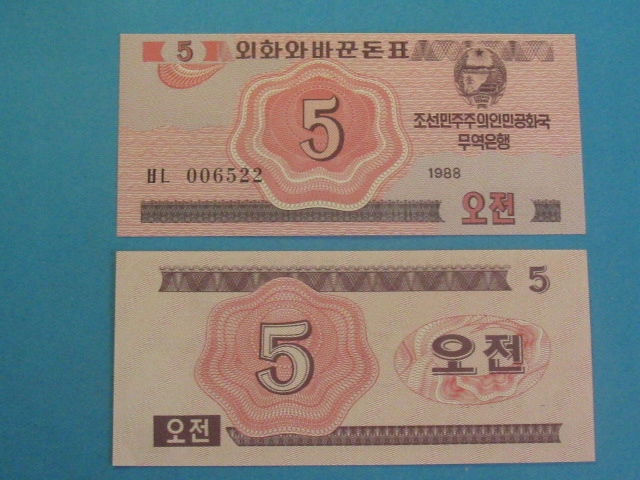 5 외화와바꾼돈표
5
조선민주주의인민공화국
무역은행
ㅂㄴ 006522
1988
오전
5
5
오전
오전